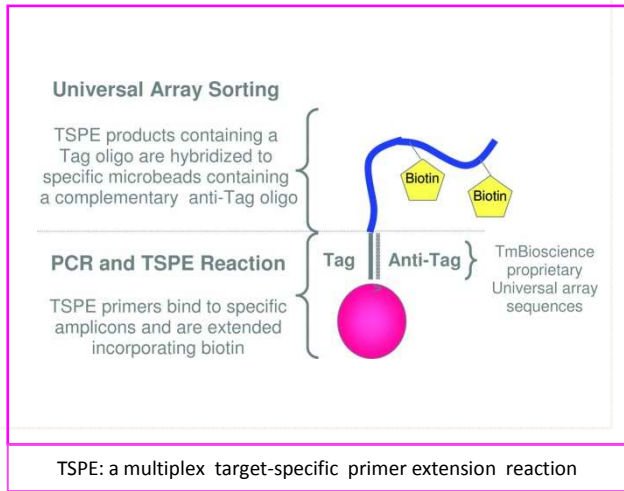 Universal Array Sorting
TSPE products containing a
Tag oligo are hybridized to
specific microbeads containing
a complementary anti-Tag oligo
Biotin
Biotin
PCR and TSPE Reaction
TSPE primers bind to specific
amplicons and are extended
incorporating biotin
Tag
Anti-Tag
TmBioscience
proprietary
Universal array
sequences
TSPE: a multiplex target-specific primer extension reaction